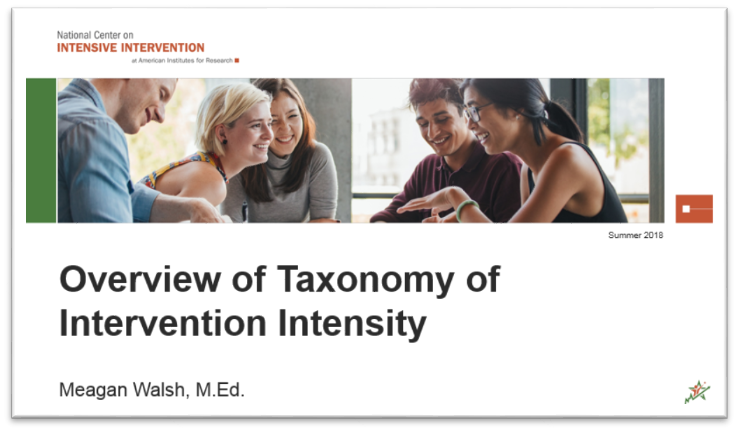 National Center on
INTENSIVE INTERVENTION
at American Institutes for Research
Summer 2018
Overview of Taxonomy of
Intervention Intensity
Meagan Walsh, M.Ed.